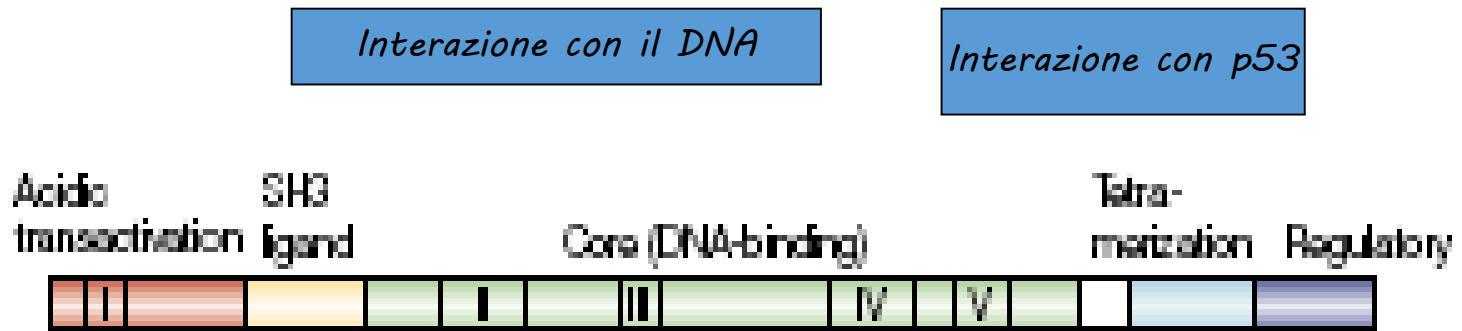 Interazione con il DNA
Interazione con p53
Acidic
transactivation
SH3
ligand
Core (DNA-binding)
Tetra-
merization
Regulatory
I II III IV V